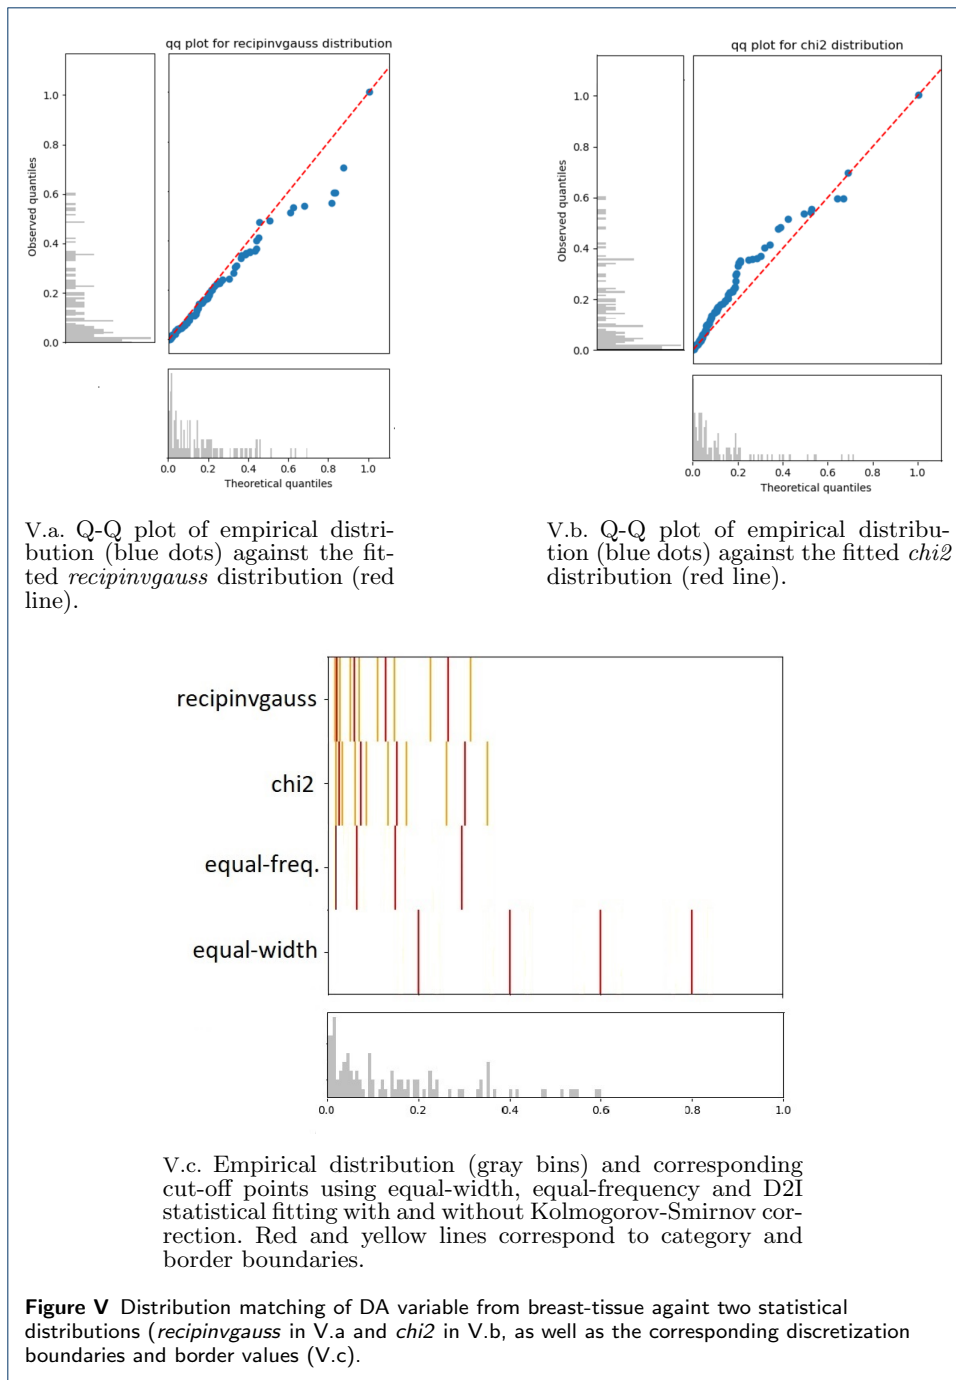 qq plot for recipinvgauss distribution
1.0
0.8
0.6
0.4
0.2
0.0
Observed quantiles
0.0 0.2 0.4 0.6 0.8 1.0
Theoretical quantiles
V.a. Q-Q plot of empirical distri-
bution (blue dots) against the fit-
ted recipinvgauss distribution (red
line).
qq plot for chi2 distribution
1.0
0.8
0.6
0.4
0.2
0.0
Observed quantiles
0.0 0.2 0.4 0.6 0.8 1.0
Theoretical quantiles
V.b. Q-Q plot of empirical distribu-
tion (blue dots) against the fitted chi2
distribution (red line).
recipinvgauss
chi2
equal-freq.
equal-width
0.0 0.2 0.4 0.6 0.8 1.0
V.c. Empirical distribution (gray bins) and corresponding
cut-off points using equal-width, equal-frequency and D2I
statistical fitting with and without Kolmogorov-Smirnov cor-
rection. Red and yellow lines correspond to category and
border boundaries.
Figure V Distribution matching of DA variable from breast-tissue againt two statistical
distributions (recipinvgauss in V.a and chi2 in V.b, as well as the corresponding discretization
boundaries and border values (V.c).